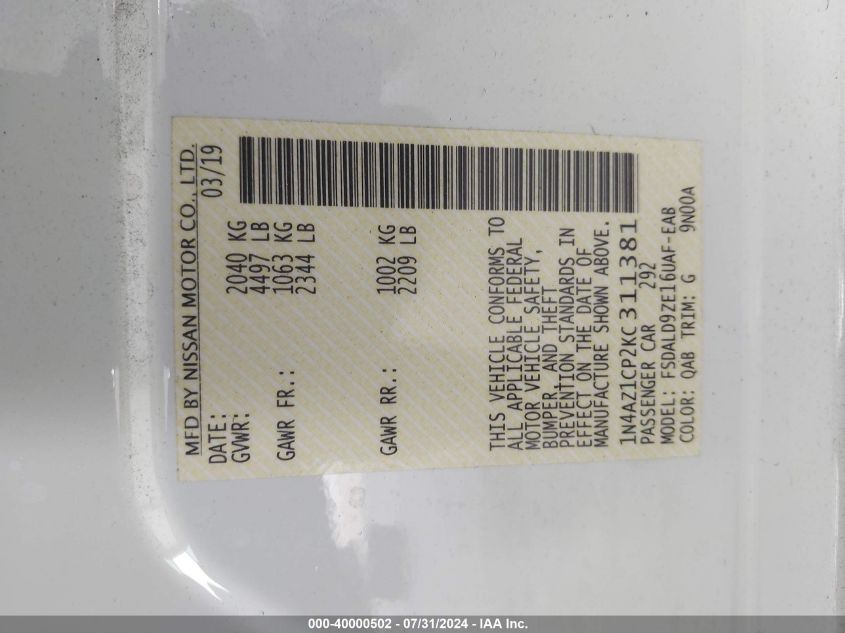 MFD BY NISSAN MOTOR CO., LTD.
DATE: 03/19
GVWR: 2040 KG
4497 LB
GAWR FR.: 1063 KG
2344 LB
GAWR RR.: 1002 KG
2209 LB
THIS VEHICLE CONFORMS TO
ALL APPLICABLE FEDERAL
MOTOR VEHICLE SAFETY,
BUMPER, AND THEFT
PREVENTION STANDARDS IN
EFFECT ON THE DATE OF
MANUFACTURE SHOWN ABOVE.
1N4AZ1CP2KC311381
PASSENGER CAR 292
MODEL: FSDALD9ZE16UAF-EAB
COLOR: QAB TRIM: G 9N00A
000-40000502 - 07/31/2024 - IAA Inc.